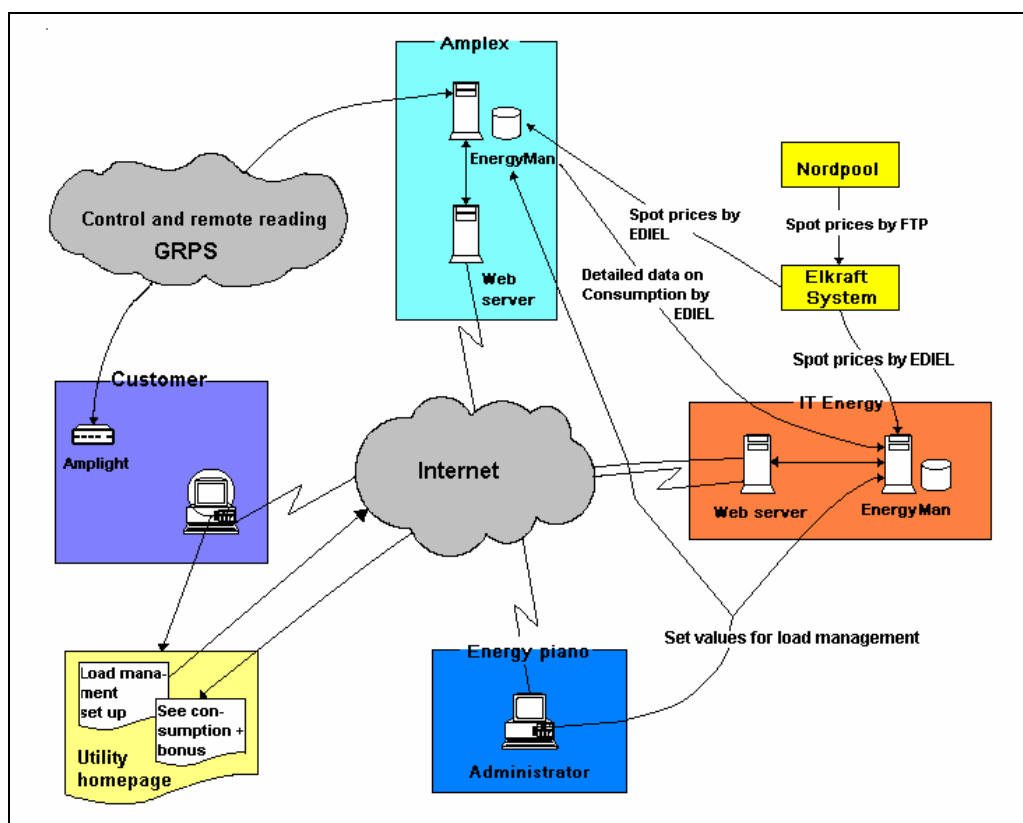 Amplex
EnergyMan
Web
server
Control and remote reading
GRPS
Nordpool
Spot prices by FTP
Elkraft
System
Spot prices by
EDIEL
Detailed data on
Consumption by
EDIEL
Spot prices by EDIEL
Customer
Amplight
Internet
IT Energy
Web server
EnergyMan
Set values for load management
Energy piano
Administrator
Load mana-
ment
set up
See con-
sumption +
bonus
Utility
homepage